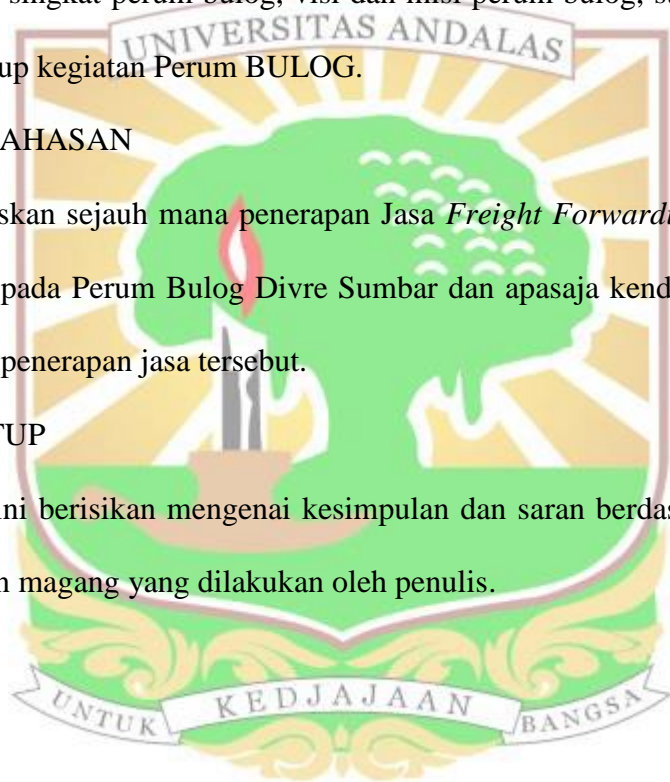 singkat perum bulog, visi dan misi perum bulog, s
UNIVERSITAS ANDALAS
up kegiatan Perum BULOG.
AHASAN
skan sejauh mana penerapan Jasa Freight Forward
pada Perum Bulog Divre Sumbar dan apasaja kend
penerapan jasa tersebut.
TUP
ini berisikan mengenai kesimpulan dan saran berdas
n magang yang dilakukan oleh penulis.
UNTUK KEDJAJAAN BANGSA